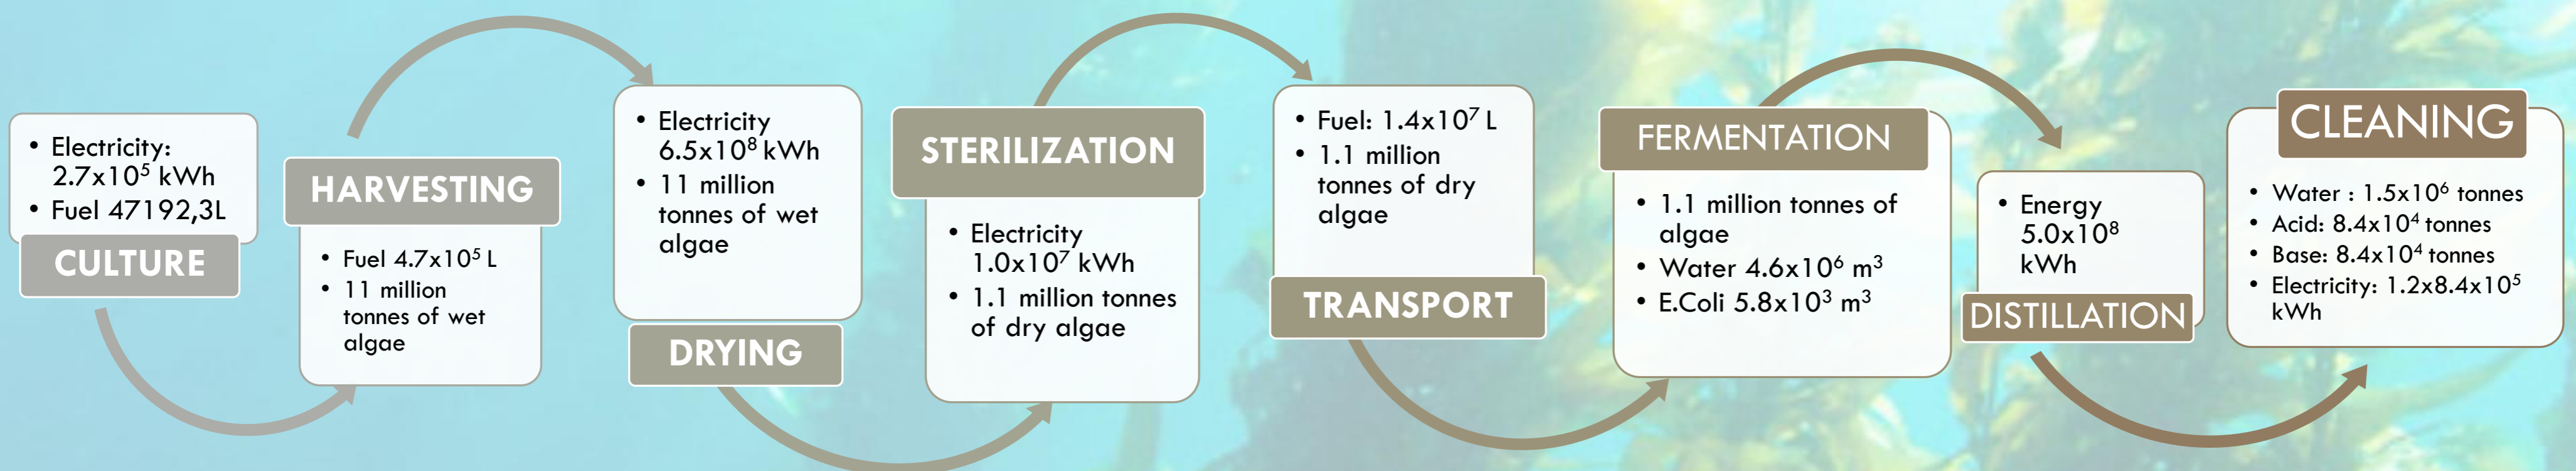 • Electricity:
2.7x10⁵ kWh
• Fuel 47192,3L
CULTURE
HARVESTING
• Fuel 4.7x10⁵ L
• 11 million
tonnes of wet
algae
• Electricity
6.5x10⁸ kWh
• 11 million
tonnes of wet
algae
DRYING
STERILIZATION
• Electricity
1.0x10⁷ kWh
• 1.1 million tonnes
of dry algae
• Fuel: 1.4x10⁷ L
• 1.1 million
tonnes of dry
algae
TRANSPORT
FERMENTATION
• 1.1 million tonnes of
algae
• Water 4.6x10⁶ m³
• E.Coli 5.8x10³ m³
• Energy
5.0x10⁸
kWh
DISTILLATION
CLEANING
• Water : 1.5x10⁶ tonnes
• Acid: 8.4x10⁴ tonnes
• Base: 8.4x10⁴ tonnes
• Electricity: 1.2x8.4x10⁵
kWh